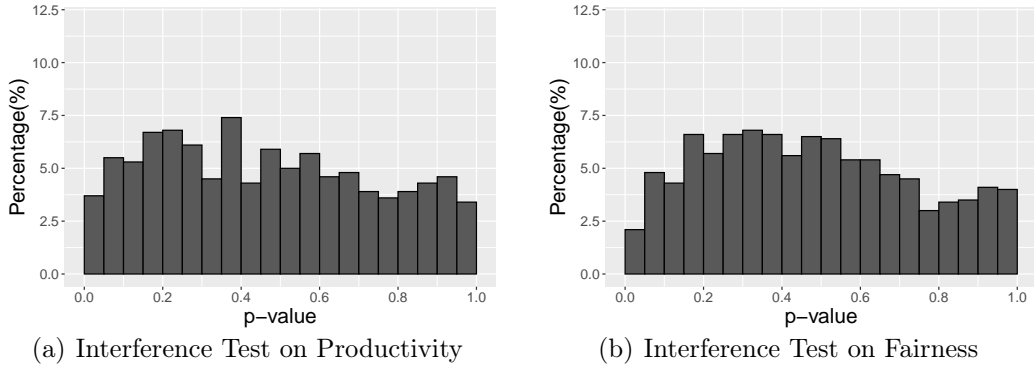 12.5
10.0
7.5
5.0
2.5
0.0
Percentage(%)
0.0 0.2 0.4 0.6 0.8 1.0
p−value
(a) Interference Test on Productivity
12.5
10.0
7.5
5.0
2.5
0.0
Percentage(%)
0.0 0.2 0.4 0.6 0.8 1.0
p−value
(b) Interference Test on Fairness